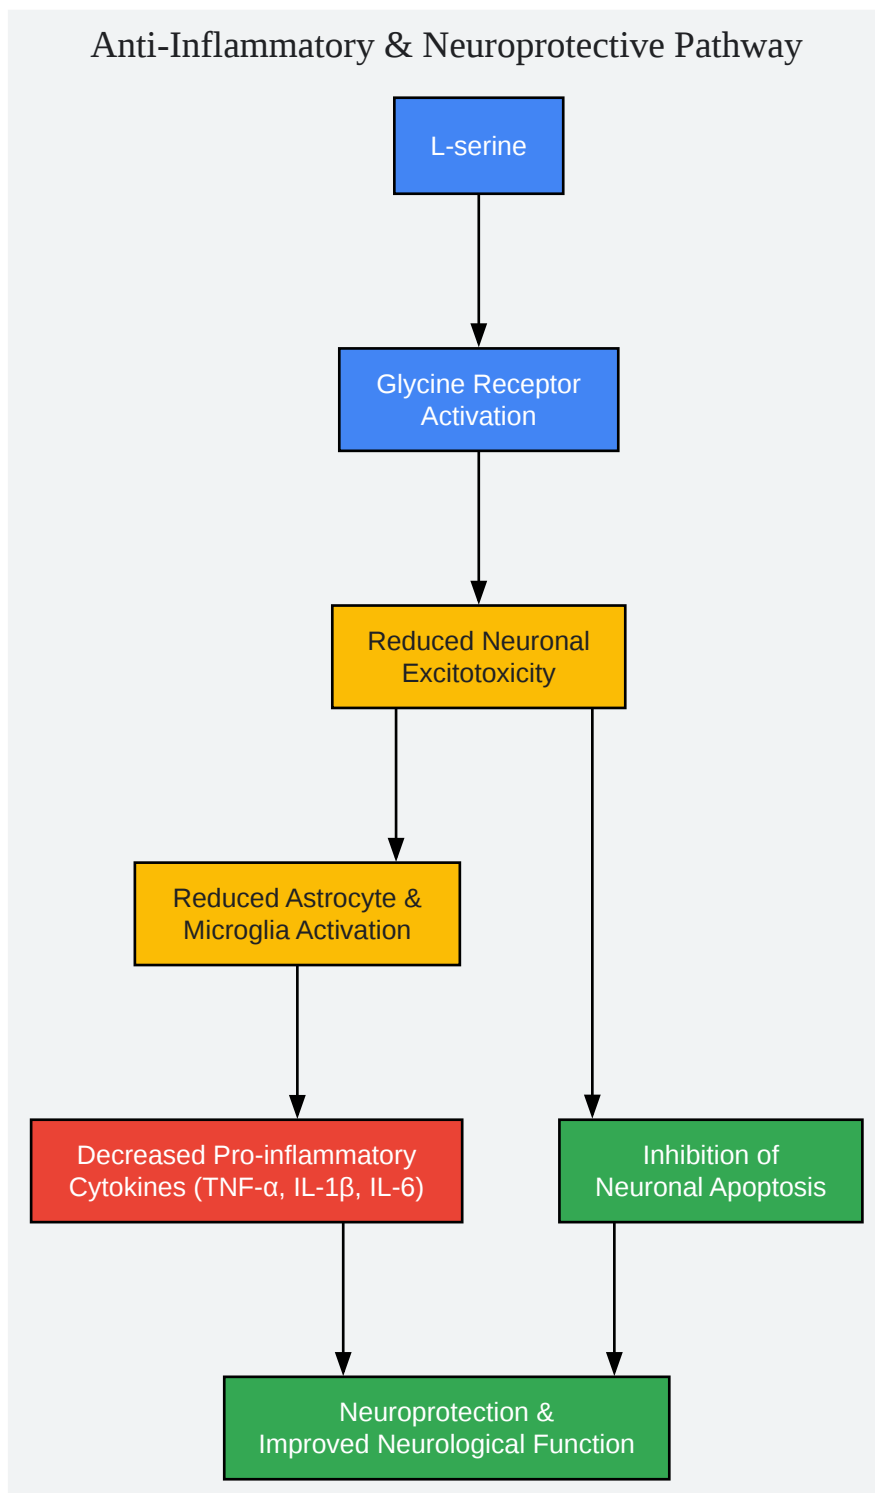 Anti-Inflammatory & Neuroprotective Pathway
L-serine
Glycine Receptor
Activation
Reduced Neuronal
Excitotoxicity
Reduced Astrocyte &
Microglia Activation
Decreased Pro-inflammatory
Cytokines (TNF-α, IL-1β, IL-6)
Inhibition of
Neuronal Apoptosis
Neuroprotection &
Improved Neurological Function